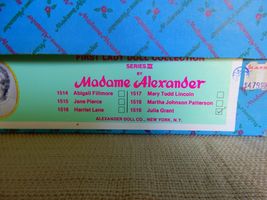 FIRST LADY DOLL COLLECTION
SERIES III
BY
Madame Alexander
1514 Abigail Fillmore 1517 Mary Todd Lincoln
1515 Jane Pierce 1518 Martha Johnson Patterson
1516 Harriet Lane 1519 Julia Grant
ALEXANDER DOLL CO., NEW YORK, N.Y.